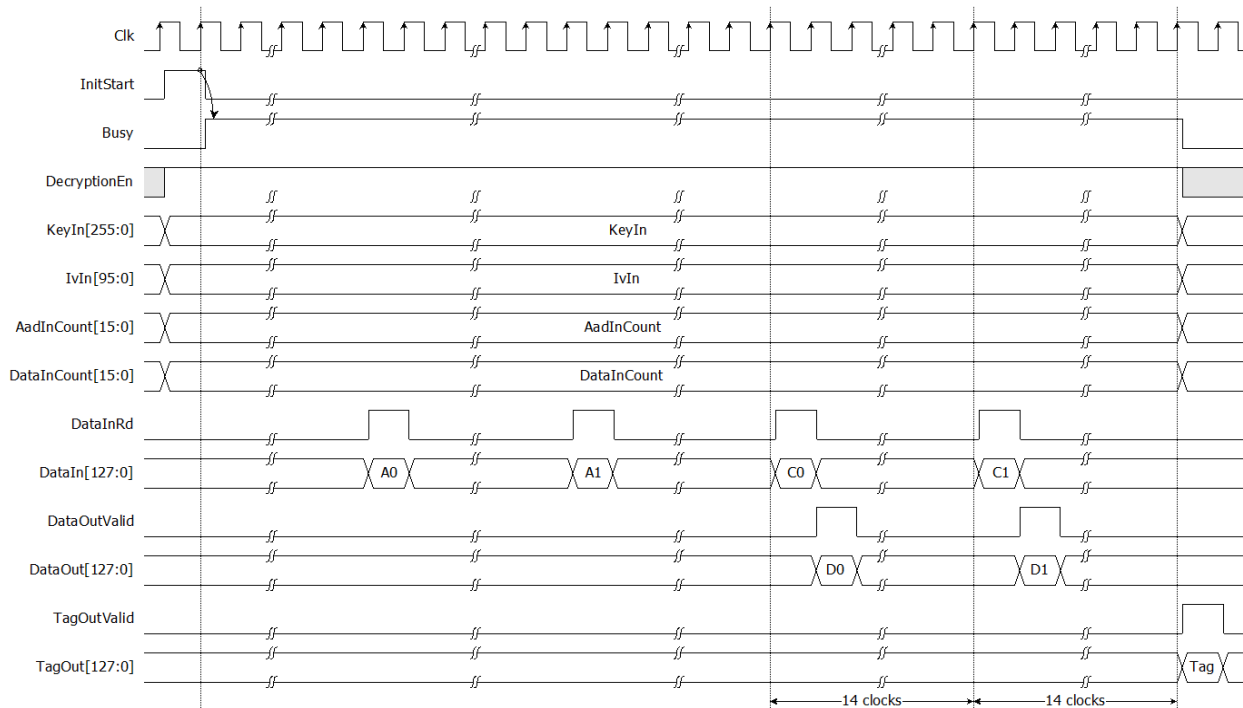 Clk
InitStart
Busy
DecryptionEn
KeyIn[255:0] KeyIn
IvIn[95:0] IvIn
AadInCount[15:0] AadInCount
DataInCount[15:0] DataInCount
DataInRd
DataIn[127:0] A0 A1 C0 C1
DataOutValid
DataOut[127:0] D0 D1
TagOutValid
TagOut[127:0] Tag
14 clocks 14 clocks